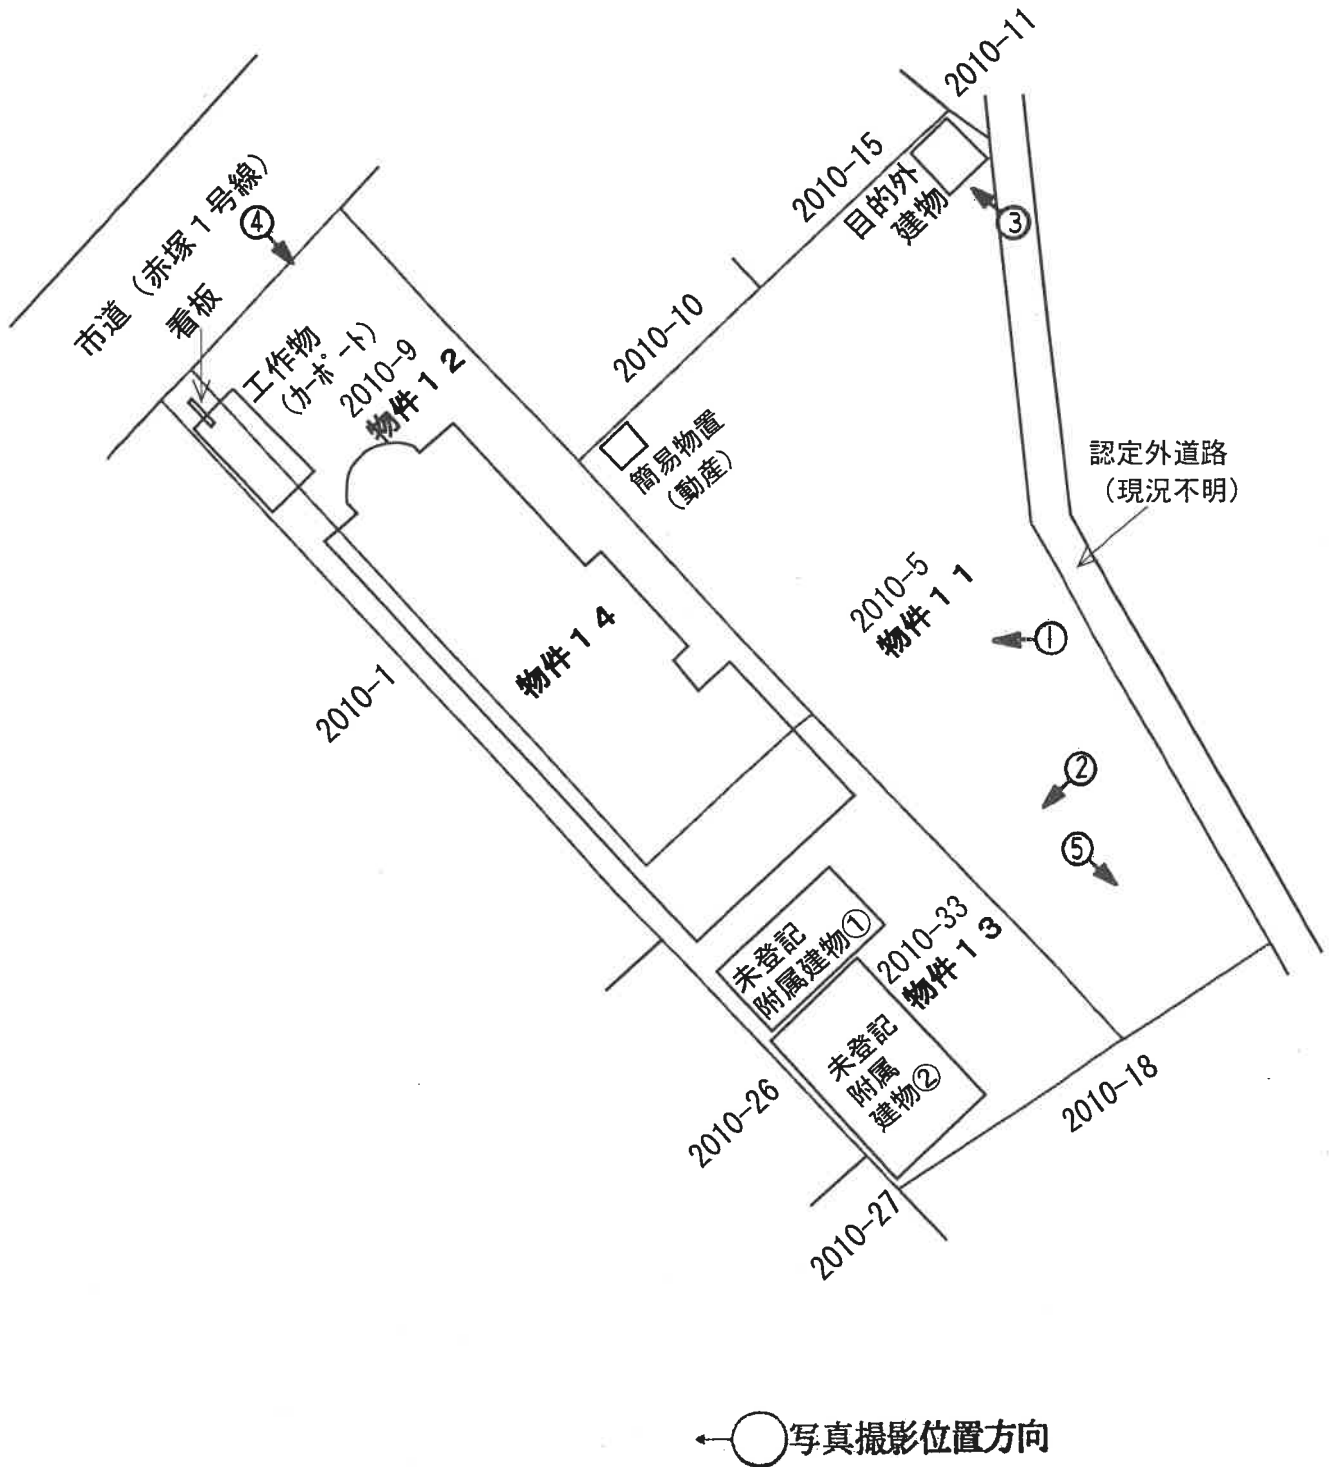 2010-11
2010-15
目的外
建物
③
市道（赤塚１号線）
④
看板
工作物
（カーポート）
2010-9
物件１２
2010-10
簡易物置
（動産）
認定外道路
（現況不明）
2010-5
物件１１
①
物件１４
2010-1
②
⑤
2010-33
物件１３
未登記
附属建物①
未登記
附属
建物②
2010-26
2010-18
2010-27
写真撮影位置方向